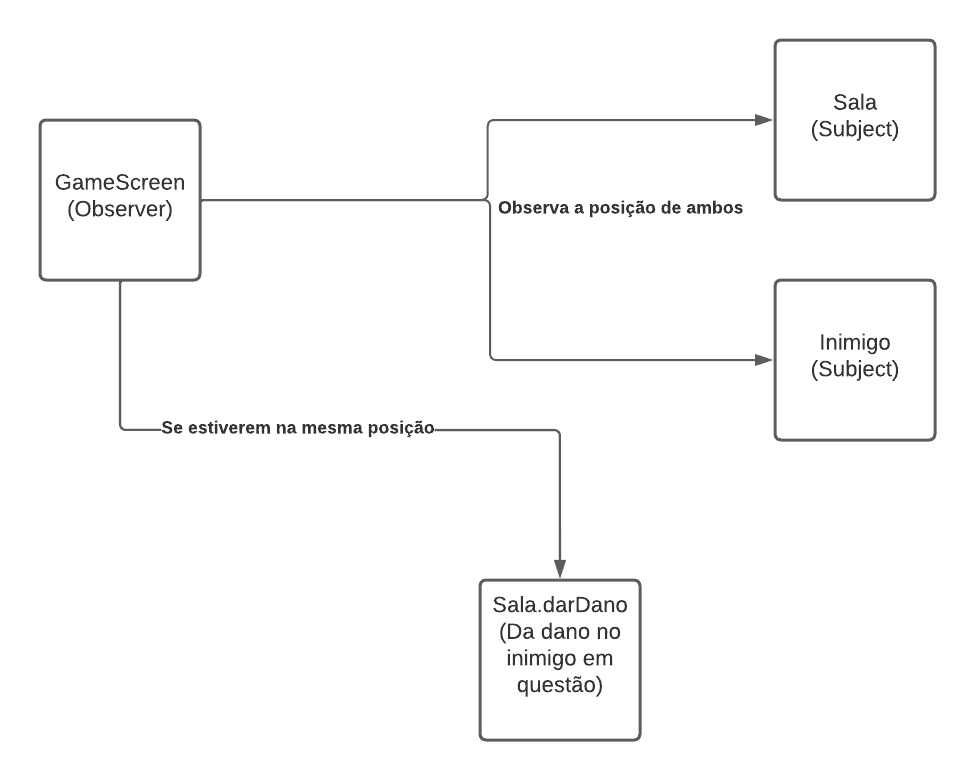 Sala
(Subject)
GameScreen
(Observer)
Observa a posição de ambos
Inimigo
(Subject)
Se estiverem na mesma posição
Sala.darDano
(Da dano no
inimigo em
questão)